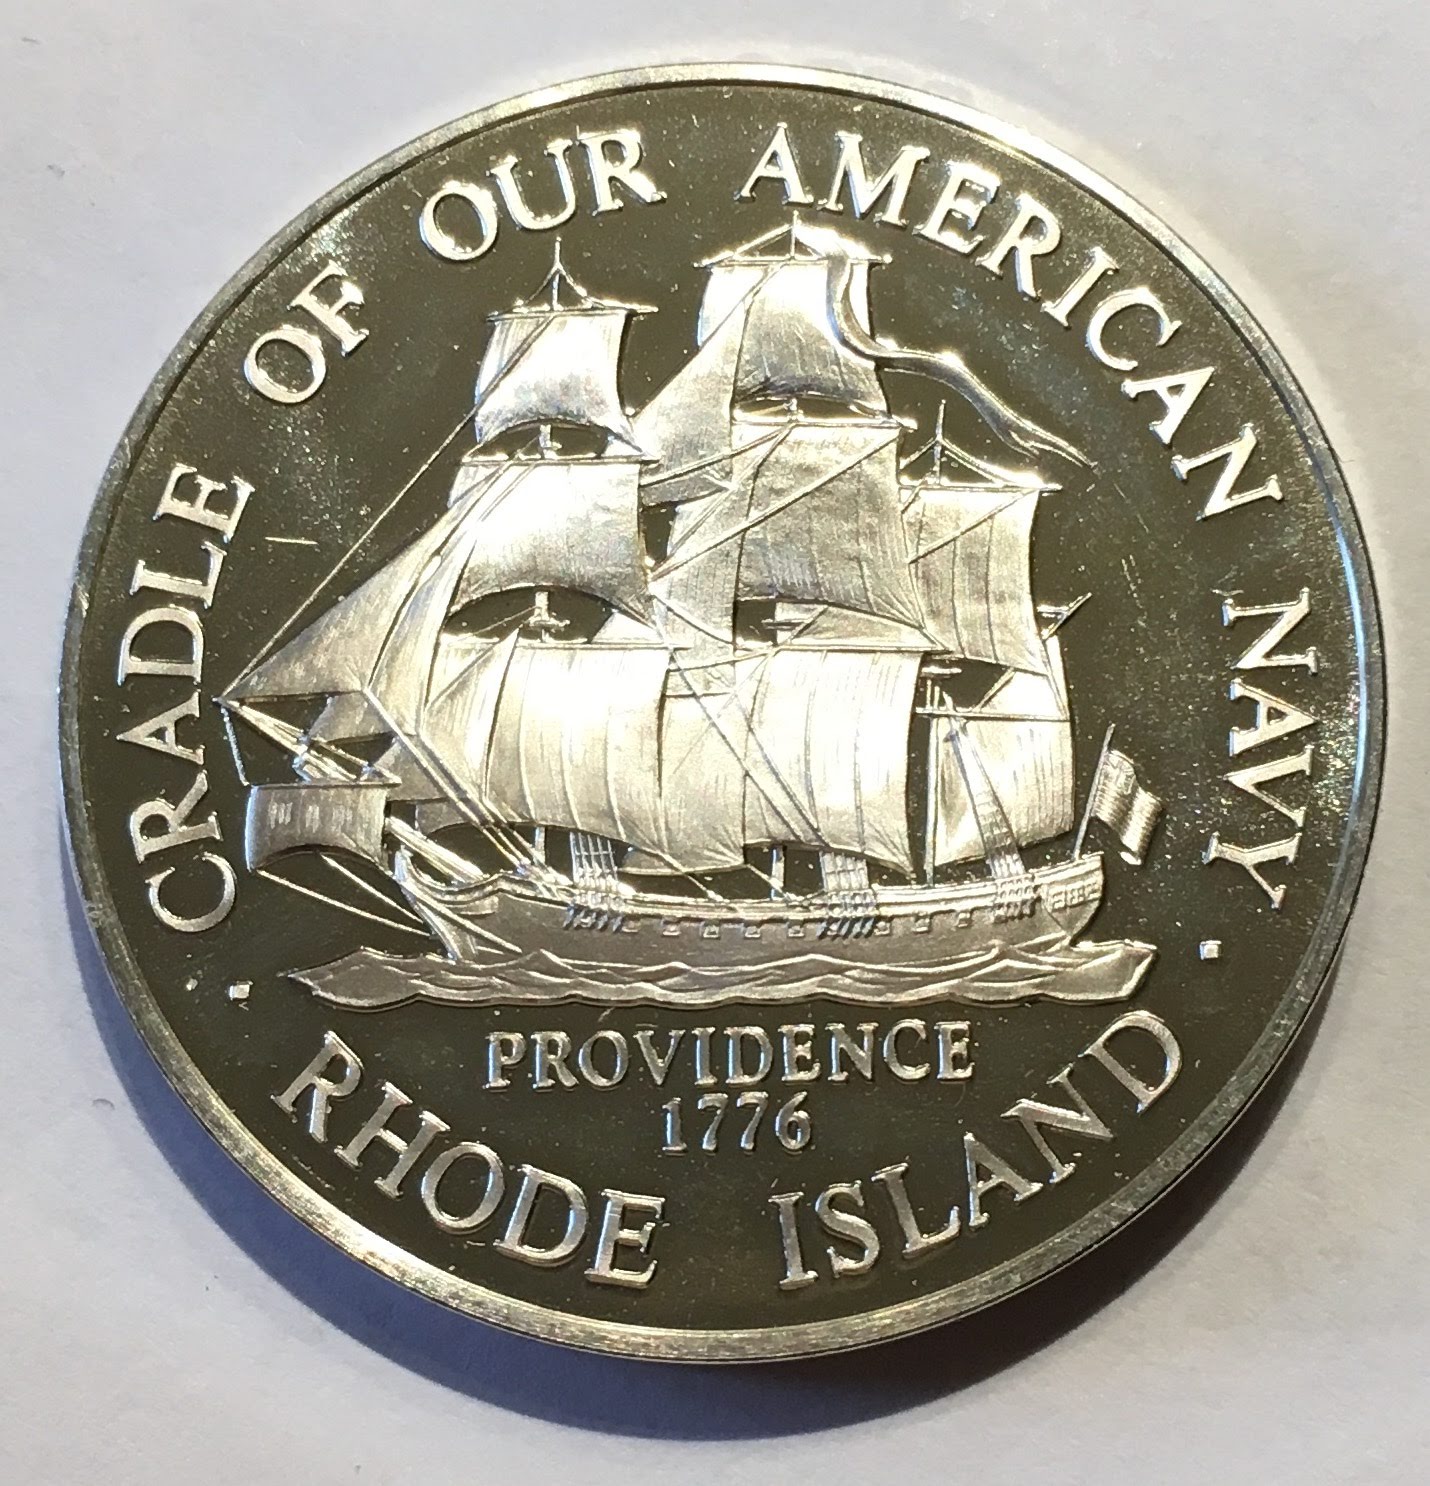 CRADLE OF OUR AMERICAN NAVY
PROVIDENCE
1776
RHODE ISLAND